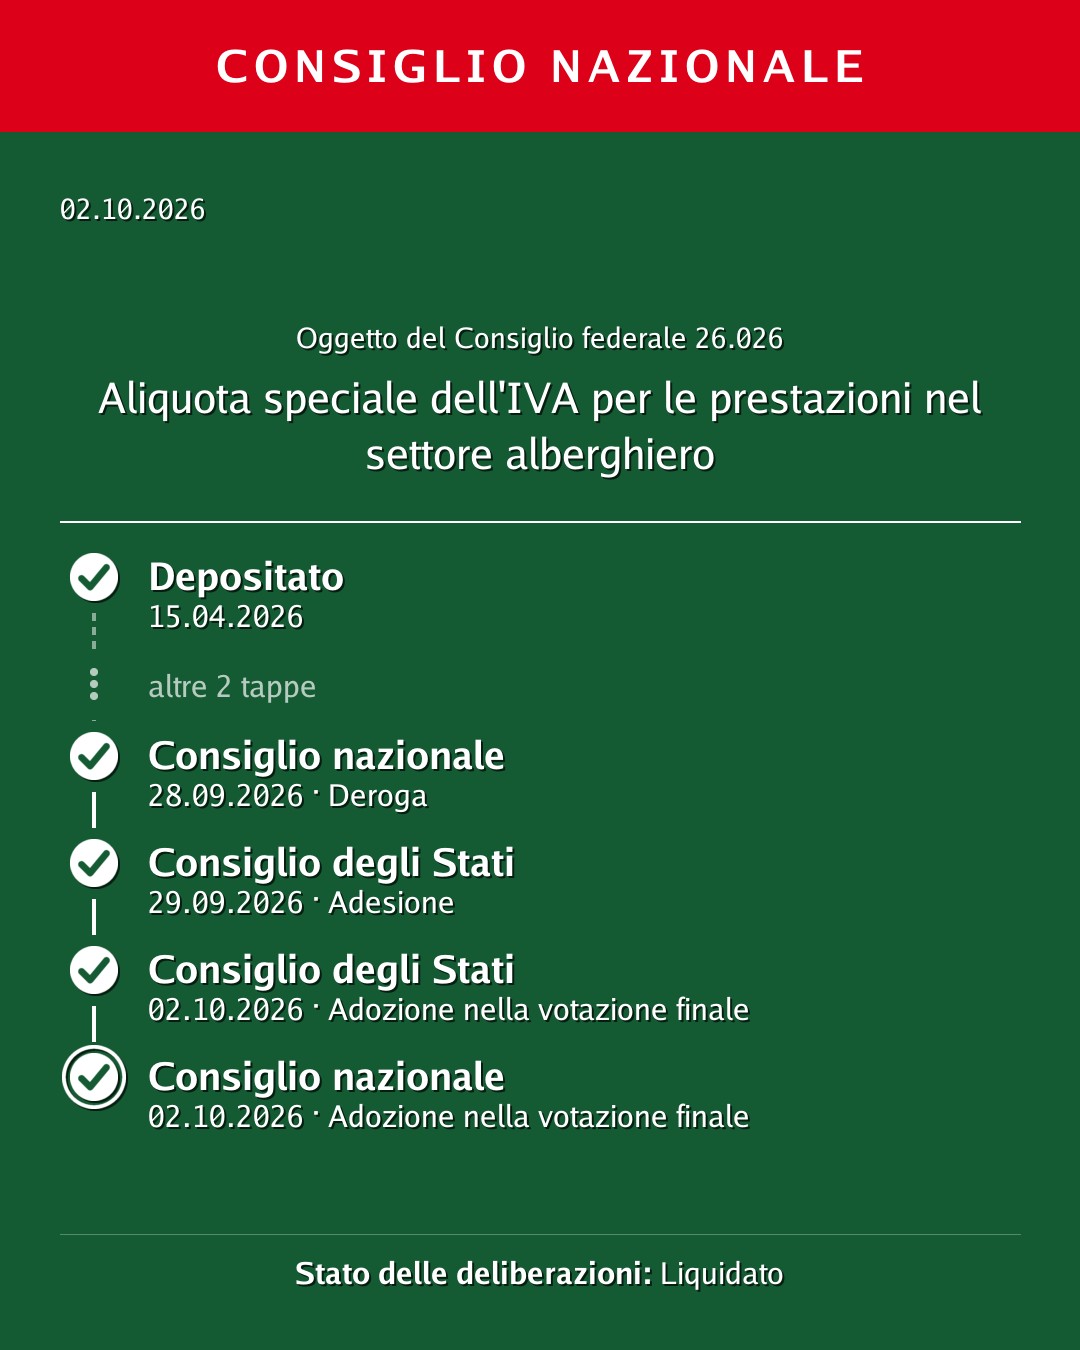 CONSIGLIO NAZIONALE
02.10.2026
Oggetto del Consiglio federale 26.026
Aliquota speciale dell'IVA per le prestazioni nel
settore alberghiero
Depositato
15.04.2026
altre 2 tappe
Consiglio nazionale
28.09.2026 · Deroga
Consiglio degli Stati
29.09.2026 · Adesione
Consiglio degli Stati
02.10.2026 · Adozione nella votazione finale
Consiglio nazionale
02.10.2026 · Adozione nella votazione finale
Stato delle deliberazioni: Liquidato